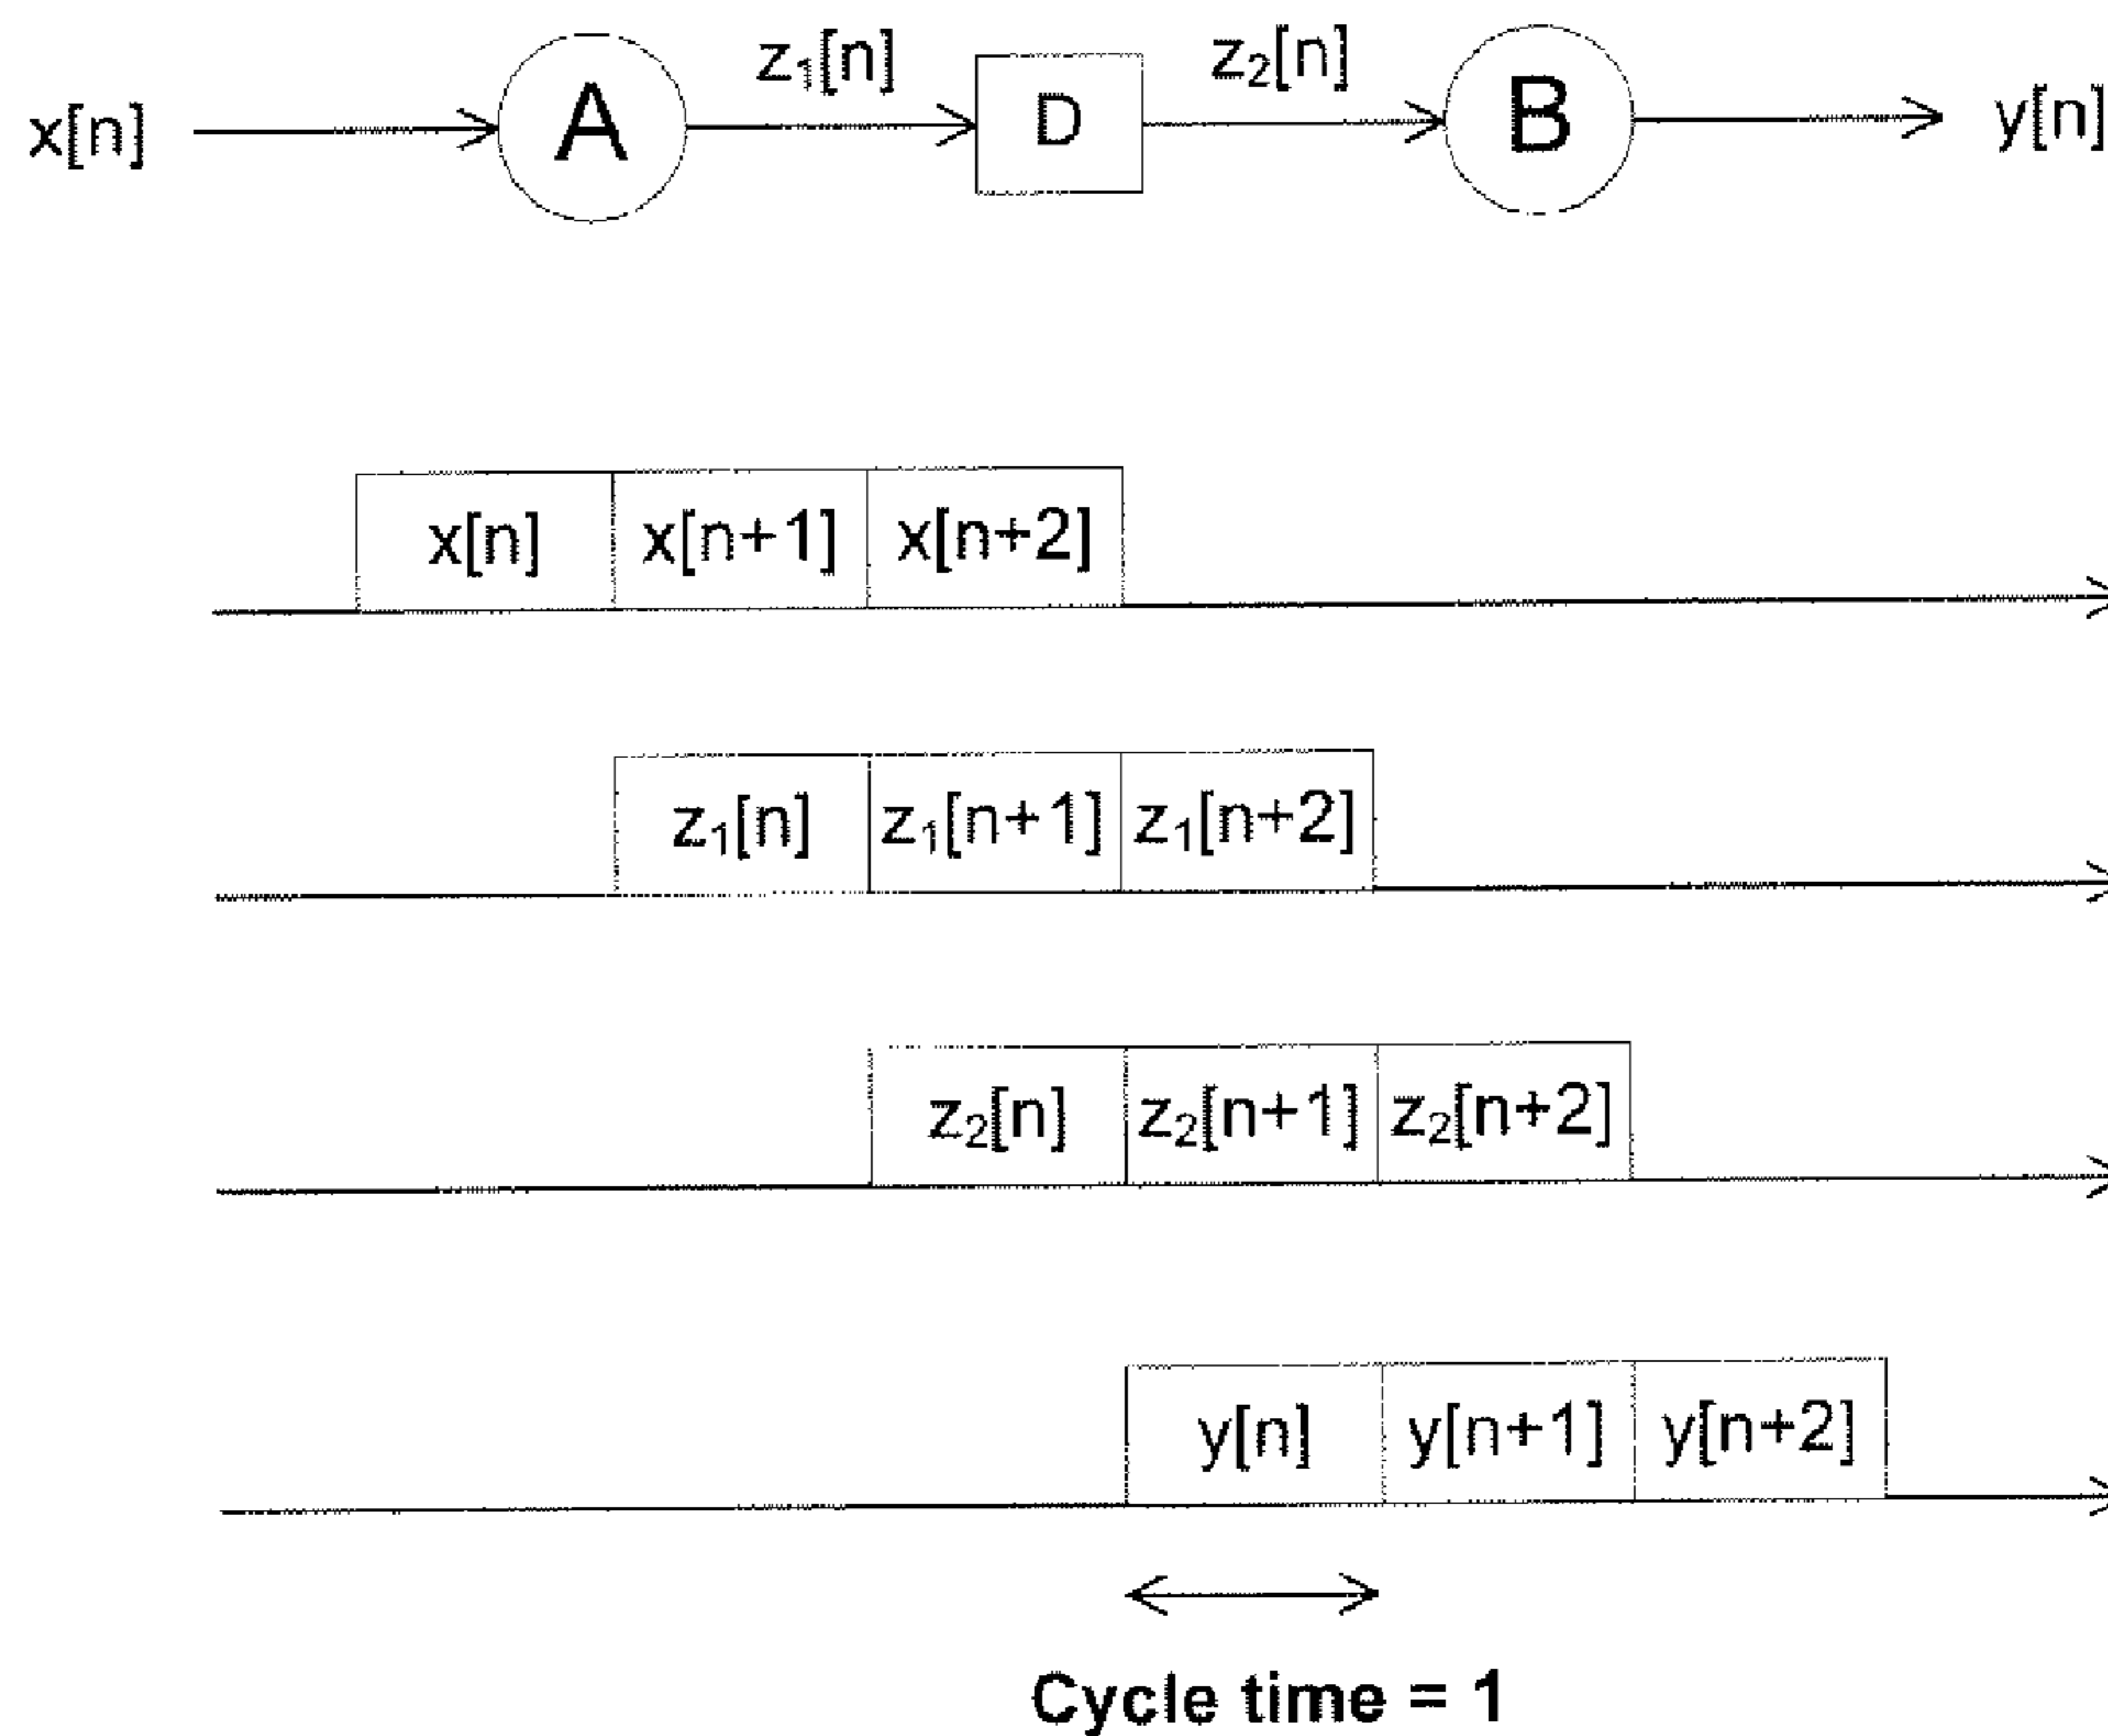 x[n] A z₁[n] D z₂[n] B y[n]
x[n] x[n+1] x[n+2]
z₁[n] z₁[n+1] z₁[n+2]
z₂[n] z₂[n+1] z₂[n+2]
y[n] y[n+1] y[n+2]
Cycle time = 1